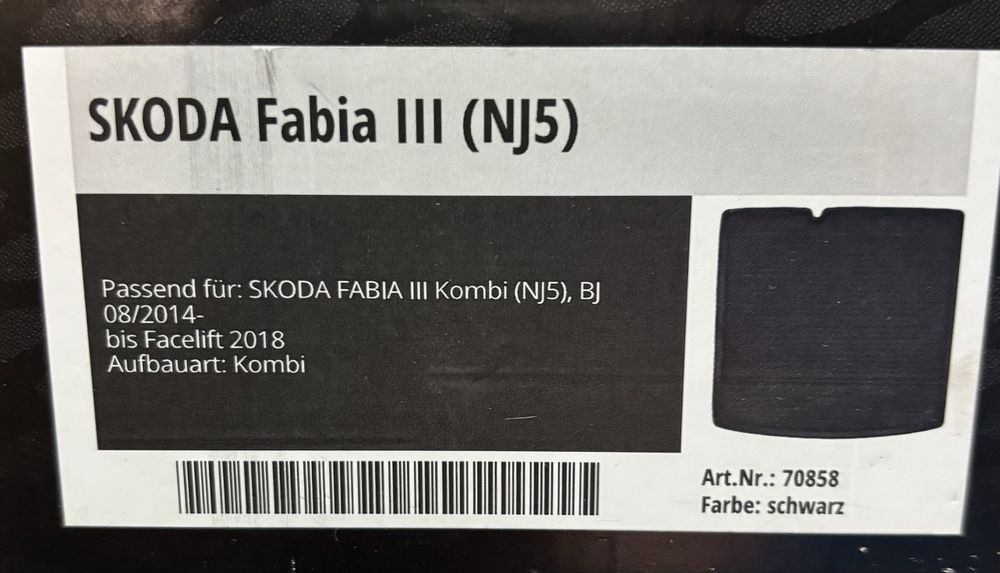 SKODA Fabia III (NJ5)
Passend für: SKODA FABIA III Kombi (NJ5), BJ
08/2014-
bis Facelift 2018
Aufbauart: Kombi
Art.Nr.: 70858
Farbe: schwarz